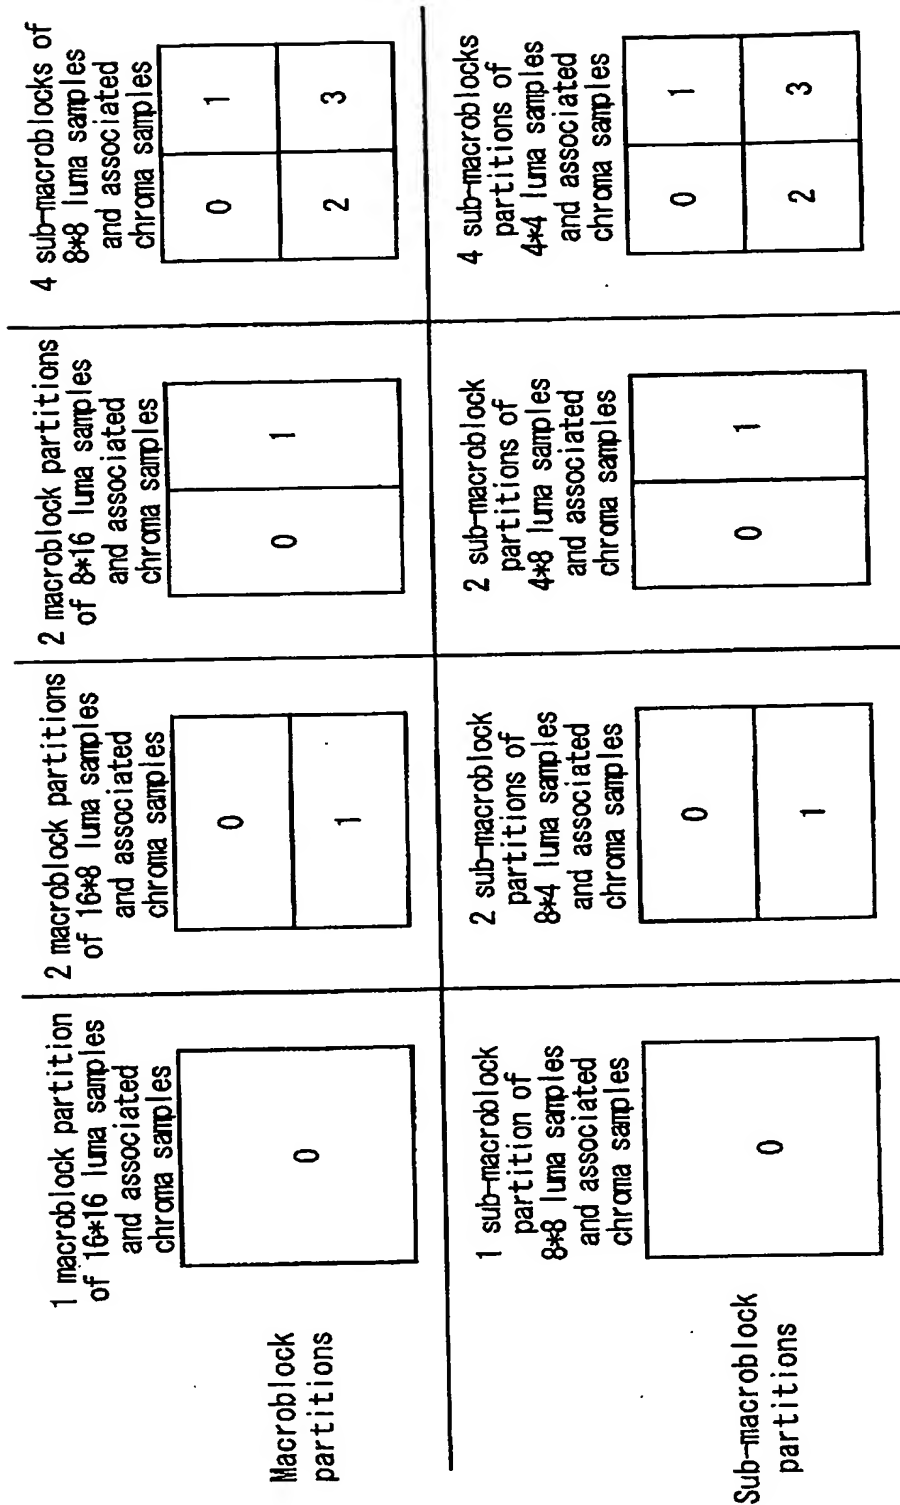 Macroblock
partitions
1 macroblock partition
of 16*16 luma samples
and associated
chroma samples
0
2 macroblock partitions
of 16*8 luma samples
and associated
chroma samples
0
1
2 macroblock partitions
of 8*16 luma samples
and associated
chroma samples
0
1
4 sub-macroblocks of
8*8 luma samples
and associated
chroma samples
0
1
2
3
Sub-macroblock
partitions
1 sub-macroblock
partition of
8*8 luma samples
and associated
chroma samples
0
2 sub-macroblock
partitions of
8*4 luma samples
and associated
chroma samples
0
1
2 sub-macroblock
partitions of
4*8 luma samples
and associated
chroma samples
0
1
4 sub-macroblocks
partitions of
4*4 luma samples
and associated
chroma samples
0
1
2
3